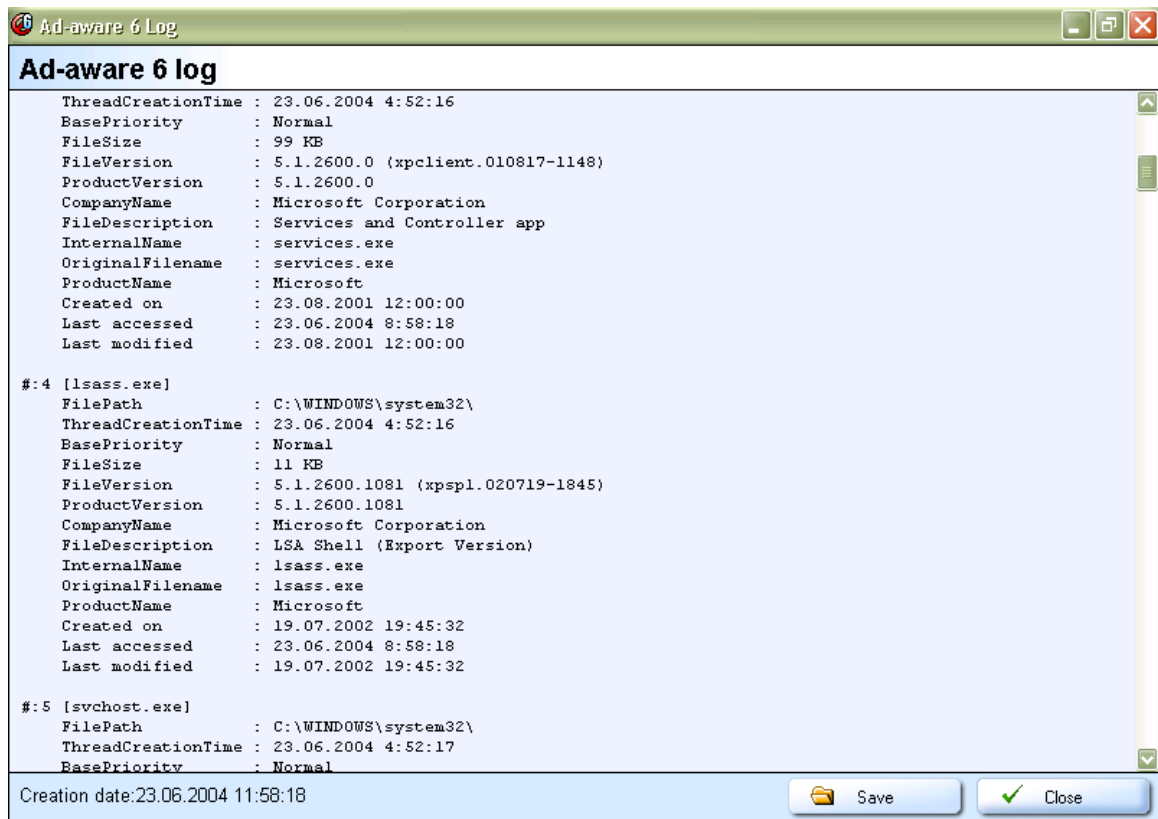 Ad-aware 6 Log
Ad-aware 6 log
ThreadCreationTime : 23.06.2004 4:52:16
BasePriority : Normal
FileSize : 99 KB
FileVersion : 5.1.2600.0 (xpclient.010817-1148)
ProductVersion : 5.1.2600.0
CompanyName : Microsoft Corporation
FileDescription : Services and Controller app
InternalName : services.exe
OriginalFilename : services.exe
ProductName : Microsoft
Created on : 23.08.2001 12:00:00
Last accessed : 23.06.2004 8:58:18
Last modified : 23.08.2001 12:00:00
#:4 [lsass.exe]
FilePath : C:\WINDOWS\system32\
ThreadCreationTime : 23.06.2004 4:52:16
BasePriority : Normal
FileSize : 11 KB
FileVersion : 5.1.2600.1081 (xpsp1.020719-1845)
ProductVersion : 5.1.2600.1081
CompanyName : Microsoft Corporation
FileDescription : LSA Shell (Export Version)
InternalName : lsass.exe
OriginalFilename : lsass.exe
ProductName : Microsoft
Created on : 19.07.2002 19:45:32
Last accessed : 23.06.2004 8:58:18
Last modified : 19.07.2002 19:45:32
#:5 [svchost.exe]
FilePath : C:\WINDOWS\system32\
ThreadCreationTime : 23.06.2004 4:52:17
BasePriority : Normal
Creation date:23.06.2004 11:58:18
Save
Close